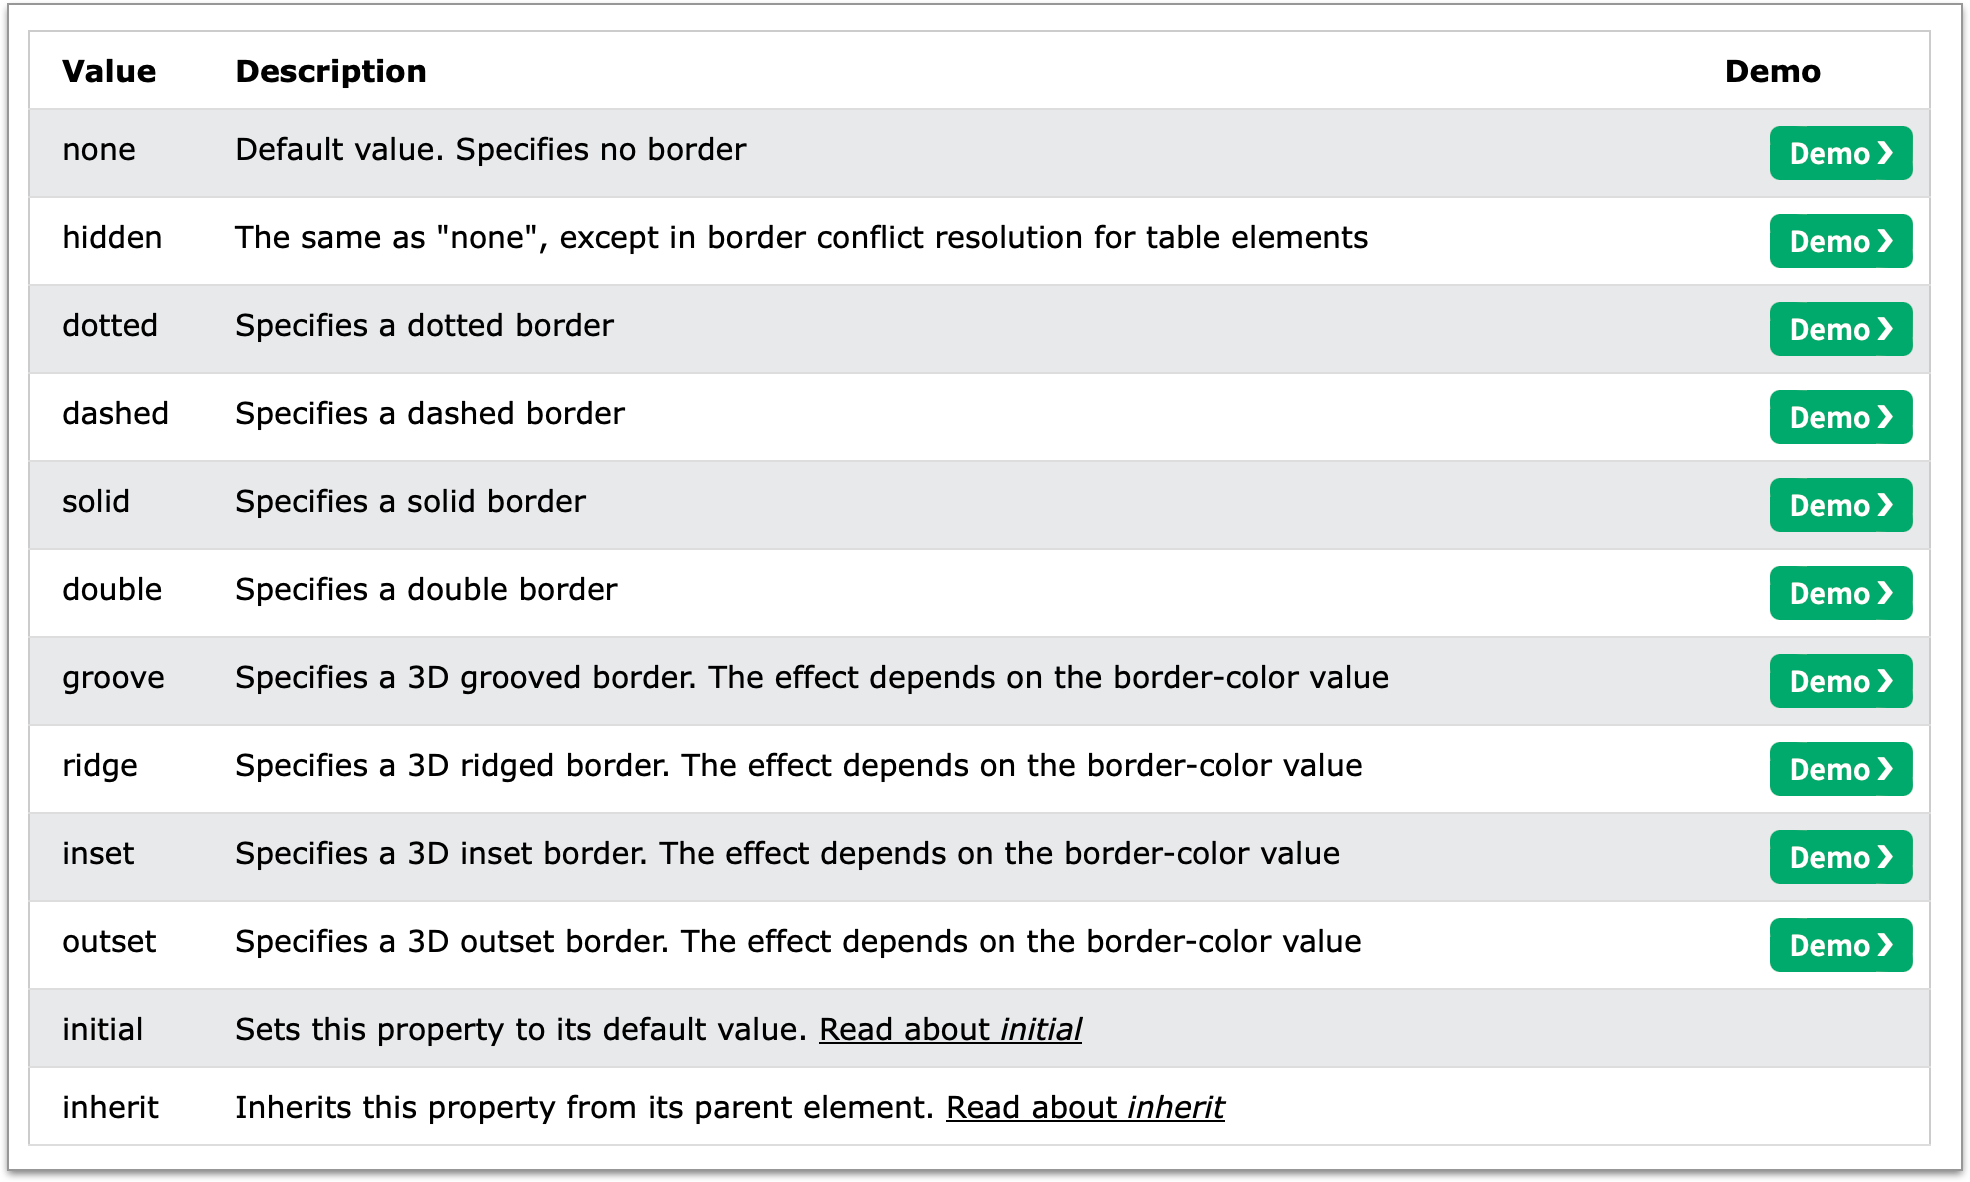 Value Description Demo
none Default value. Specifies no border Demo ❯
hidden The same as "none", except in border conflict resolution for table elements Demo ❯
dotted Specifies a dotted border Demo ❯
dashed Specifies a dashed border Demo ❯
solid Specifies a solid border Demo ❯
double Specifies a double border Demo ❯
groove Specifies a 3D grooved border. The effect depends on the border-color value Demo ❯
ridge Specifies a 3D ridged border. The effect depends on the border-color value Demo ❯
inset Specifies a 3D inset border. The effect depends on the border-color value Demo ❯
outset Specifies a 3D outset border. The effect depends on the border-color value Demo ❯
initial Sets this property to its default value. Read about initial
inherit Inherits this property from its parent element. Read about inherit